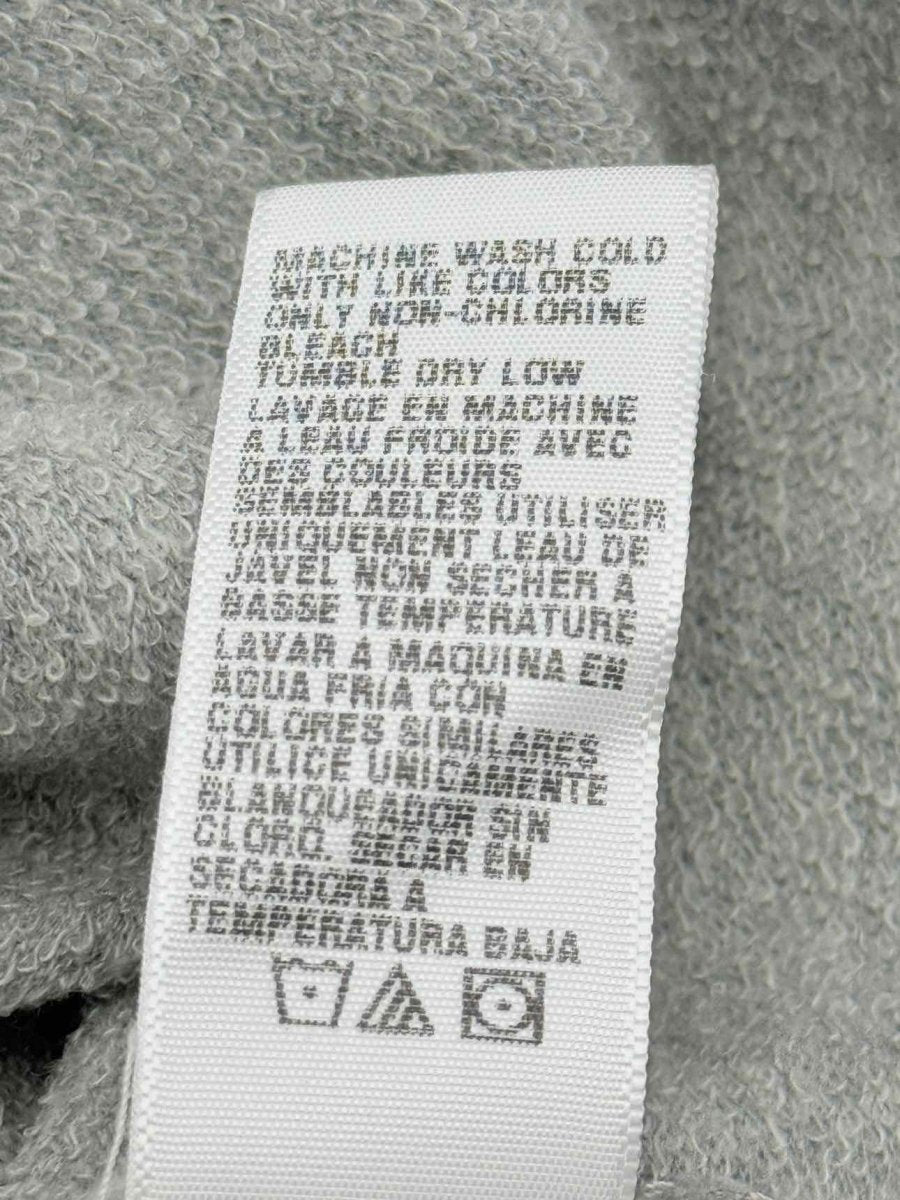 MACHINE WASH COLD
WITH LIKE COLORS
ONLY NON-CHLORINE
BLEACH
TUMBLE DRY LOW
LAVAGE EN MACHINE
A LEAU FROIDE AVEC
DES COULEURS
SEMBLABLES UTILISER
UNIQUEMENT LEAU DE
JAVEL NON SECHER A
BASSE TEMPERATURE
LAVAR A MAQUINA EN
AGUA FRIA CON
COLORES SIMILARES
UTILICE UNICAMENTE
BLANQUEADOR SIN
CLORO. SECAR EN
SECADORA A
TEMPERATURA BAJA